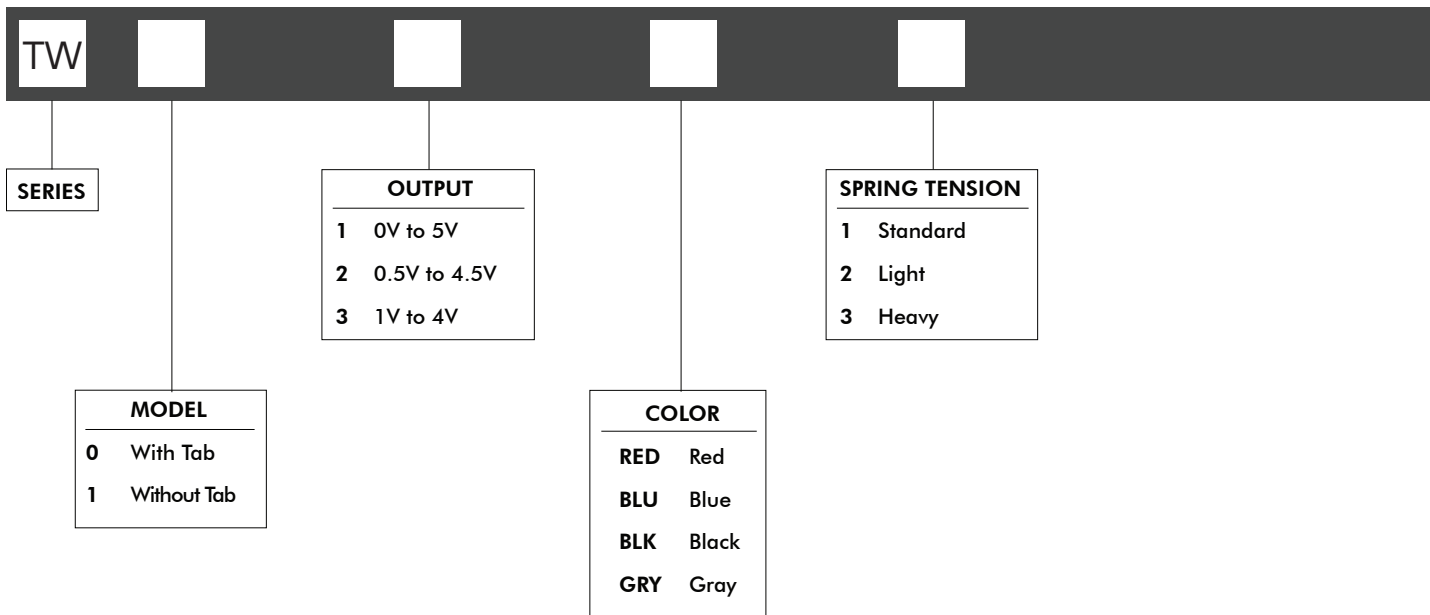 TW
SERIES
MODEL
0 With Tab
1 Without Tab
OUTPUT
1 0V to 5V
2 0.5V to 4.5V
3 1V to 4V
COLOR
RED Red
BLU Blue
BLK Black
GRY Gray
SPRING TENSION
1 Standard
2 Light
3 Heavy